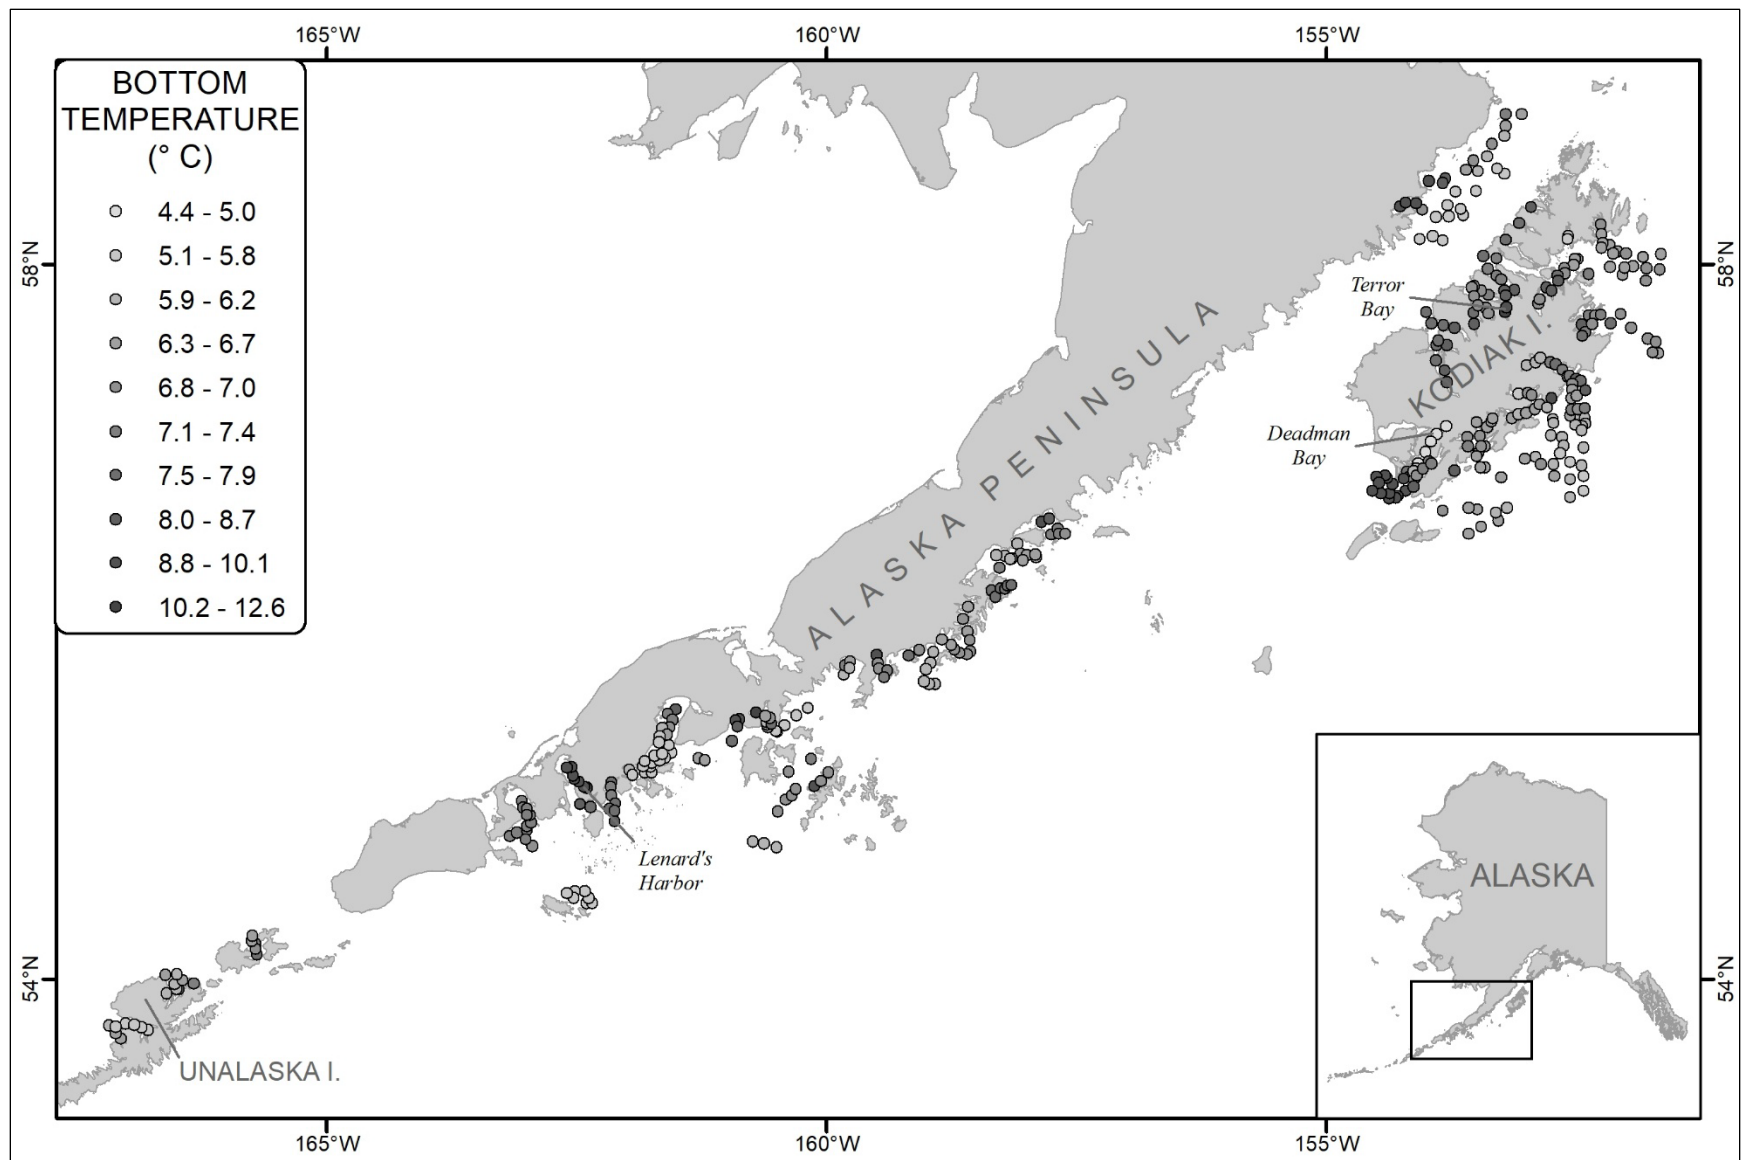 165°W
160°W
155°W
BOTTOM
TEMPERATURE
(° C)
4.4 - 5.0
5.1 - 5.8
5.9 - 6.2
6.3 - 6.7
6.8 - 7.0
7.1 - 7.4
7.5 - 7.9
8.0 - 8.7
8.8 - 10.1
10.2 - 12.6
58°N
58°N
Terror
Bay
KODIAK I.
ALASKA PENINSULA
Deadman
Bay
Lenard's
Harbor
ALASKA
54°N
54°N
UNALASKA I.
165°W
160°W
155°W